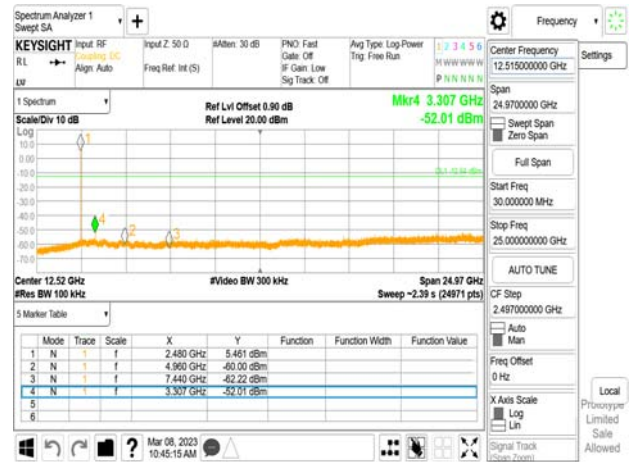 Spectrum Analyzer 1
Swept SA
Frequency
KEYSIGHT
RL
Input: RF
Coupling: DC
Align: Auto
Input Z: 50 Ω
Freq Ref: Int (S)
#Atten: 30 dB
PNO: Fast
Gate: Off
IF Gain: Low
Sig Track: Off
Avg Type: Log-Power
Trig: Free Run
1 2 3 4 5 6
M W W W W W
P N N N N N
1 Spectrum
Scale/Div 10 dB
Ref Lvl Offset 0.90 dB
Ref Level 20.00 dBm
Mkr4 3.307 GHz
-52.01 dBm
Log
10.0
0.00
-10.0
-20.0
-30.0
-40.0
-50.0
-60.0
-70.0
1
4
2
3
Center 12.52 GHz
#Res BW 100 kHz
#Video BW 300 kHz
Span 24.97 GHz
Sweep ~2.39 s (24971 pts)
5 Marker Table
Mode Trace Scale X Y Function Function Width Function Value
1 N 1 f 2.480 GHz 5.461 dBm
2 N 1 f 4.960 GHz -60.00 dBm
3 N 1 f 7.440 GHz -62.22 dBm
4 N 1 f 3.307 GHz -52.01 dBm
5
6
Mar 08, 2023
10:45:15 AM
Center Frequency
12.515000000 GHz
Span
24.9700000 GHz
Swept Span
Zero Span
Full Span
Start Freq
30.000000 MHz
Stop Freq
25.000000000 GHz
AUTO TUNE
CF Step
2.497000000 GHz
Auto
Man
Freq Offset
0 Hz
X Axis Scale
Log
Lin
Signal Track
(Span Zoom)
Settings
Local
Prototype
Limited
Sale
Allowed